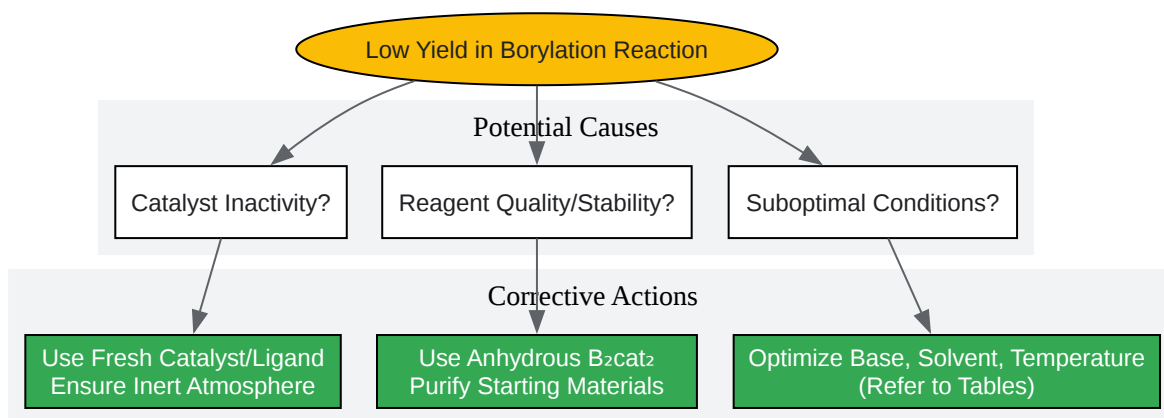 Low Yield in Borylation Reaction
Potential Causes
Catalyst Inactivity?
Reagent Quality/Stability?
Suboptimal Conditions?
Corrective Actions
Use Fresh Catalyst/Ligand
Ensure Inert Atmosphere
Use Anhydrous B₂cat₂
Purify Starting Materials
Optimize Base, Solvent, Temperature
(Refer to Tables)